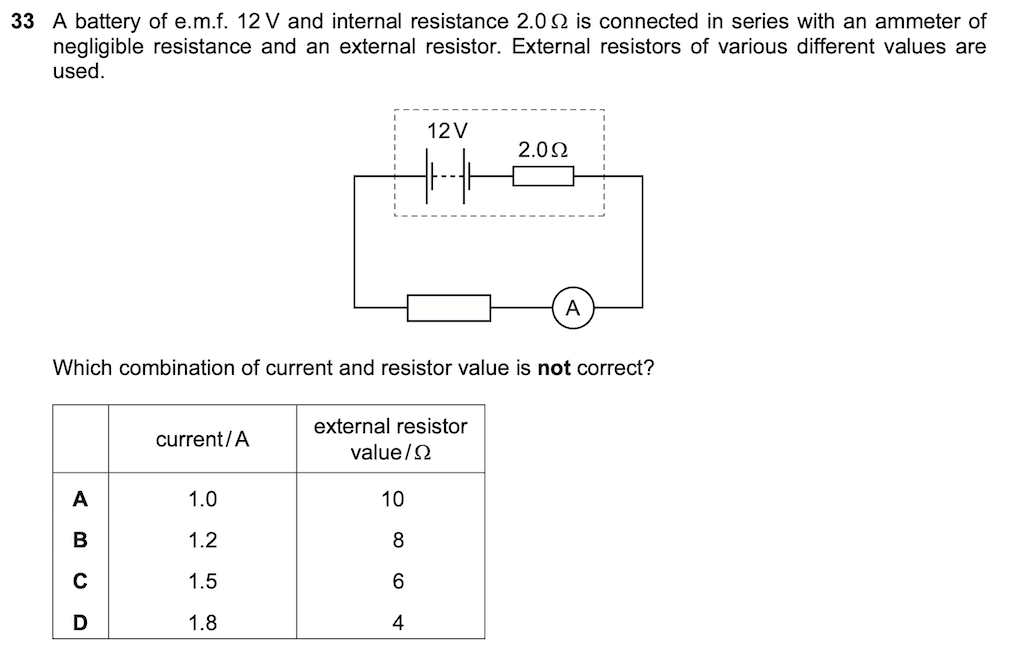 33 A battery of e.m.f. 12 V and internal resistance 2.0 Ω is connected in series with an ammeter of
negligible resistance and an external resistor. External resistors of various different values are
used.
12 V
2.0 Ω
A
Which combination of current and resistor value is not correct?
current / A
external resistor
value / Ω
A 1.0 10
B 1.2 8
C 1.5 6
D 1.8 4